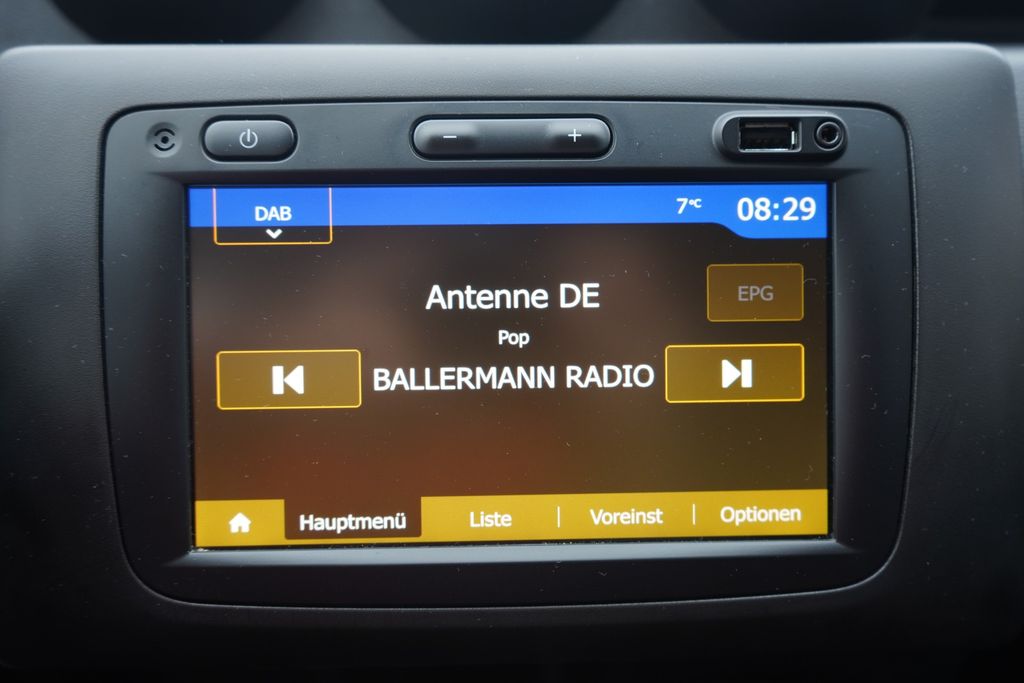 DAB
7°C
08:29
Antenne DE
EPG
Pop
BALLERMANN RADIO
Hauptmenü
Liste
Voreinst
Optionen